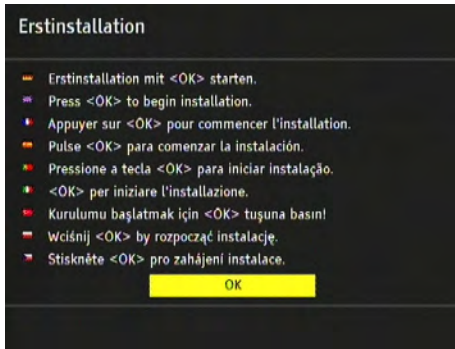 Erstinstallation
Erstinstallation mit <OK> starten.
Press <OK> to begin installation.
Appuyer sur <OK> pour commencer l'installation.
Pulse <OK> para comenzar la instalación.
Pressione a tecla <OK> para iniciar instalação.
<OK> per iniziare l'installazione.
Kurulumu başlatmak için <OK> tuşuna basın!
Wciśnij <OK> by rozpocząć instalację.
Stiskněte <OK> pro zahájení instalace.
OK